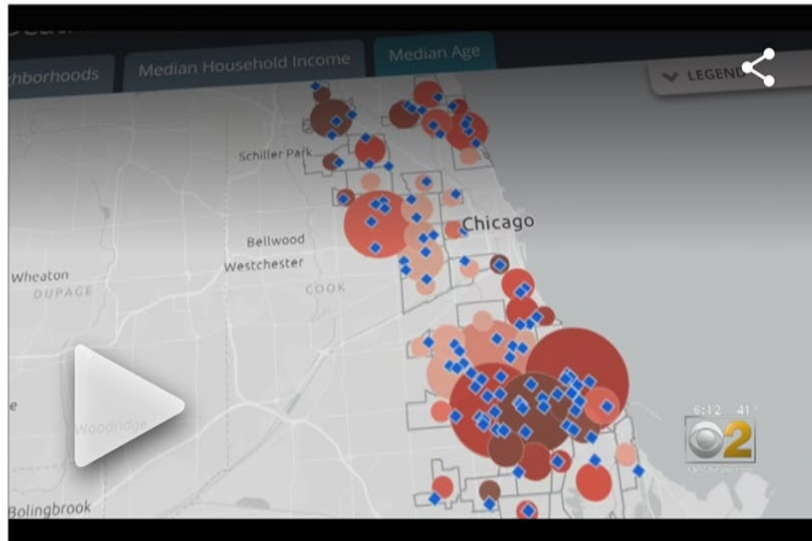 ghborhoods
Median Household Income
Median Age
LEGEND
Schiller Park
Chicago
Bellwood
Westchester
Wheaton
DUPAGE
COOK
e
Woodridge
6:12 41°
2
Bolingbrook